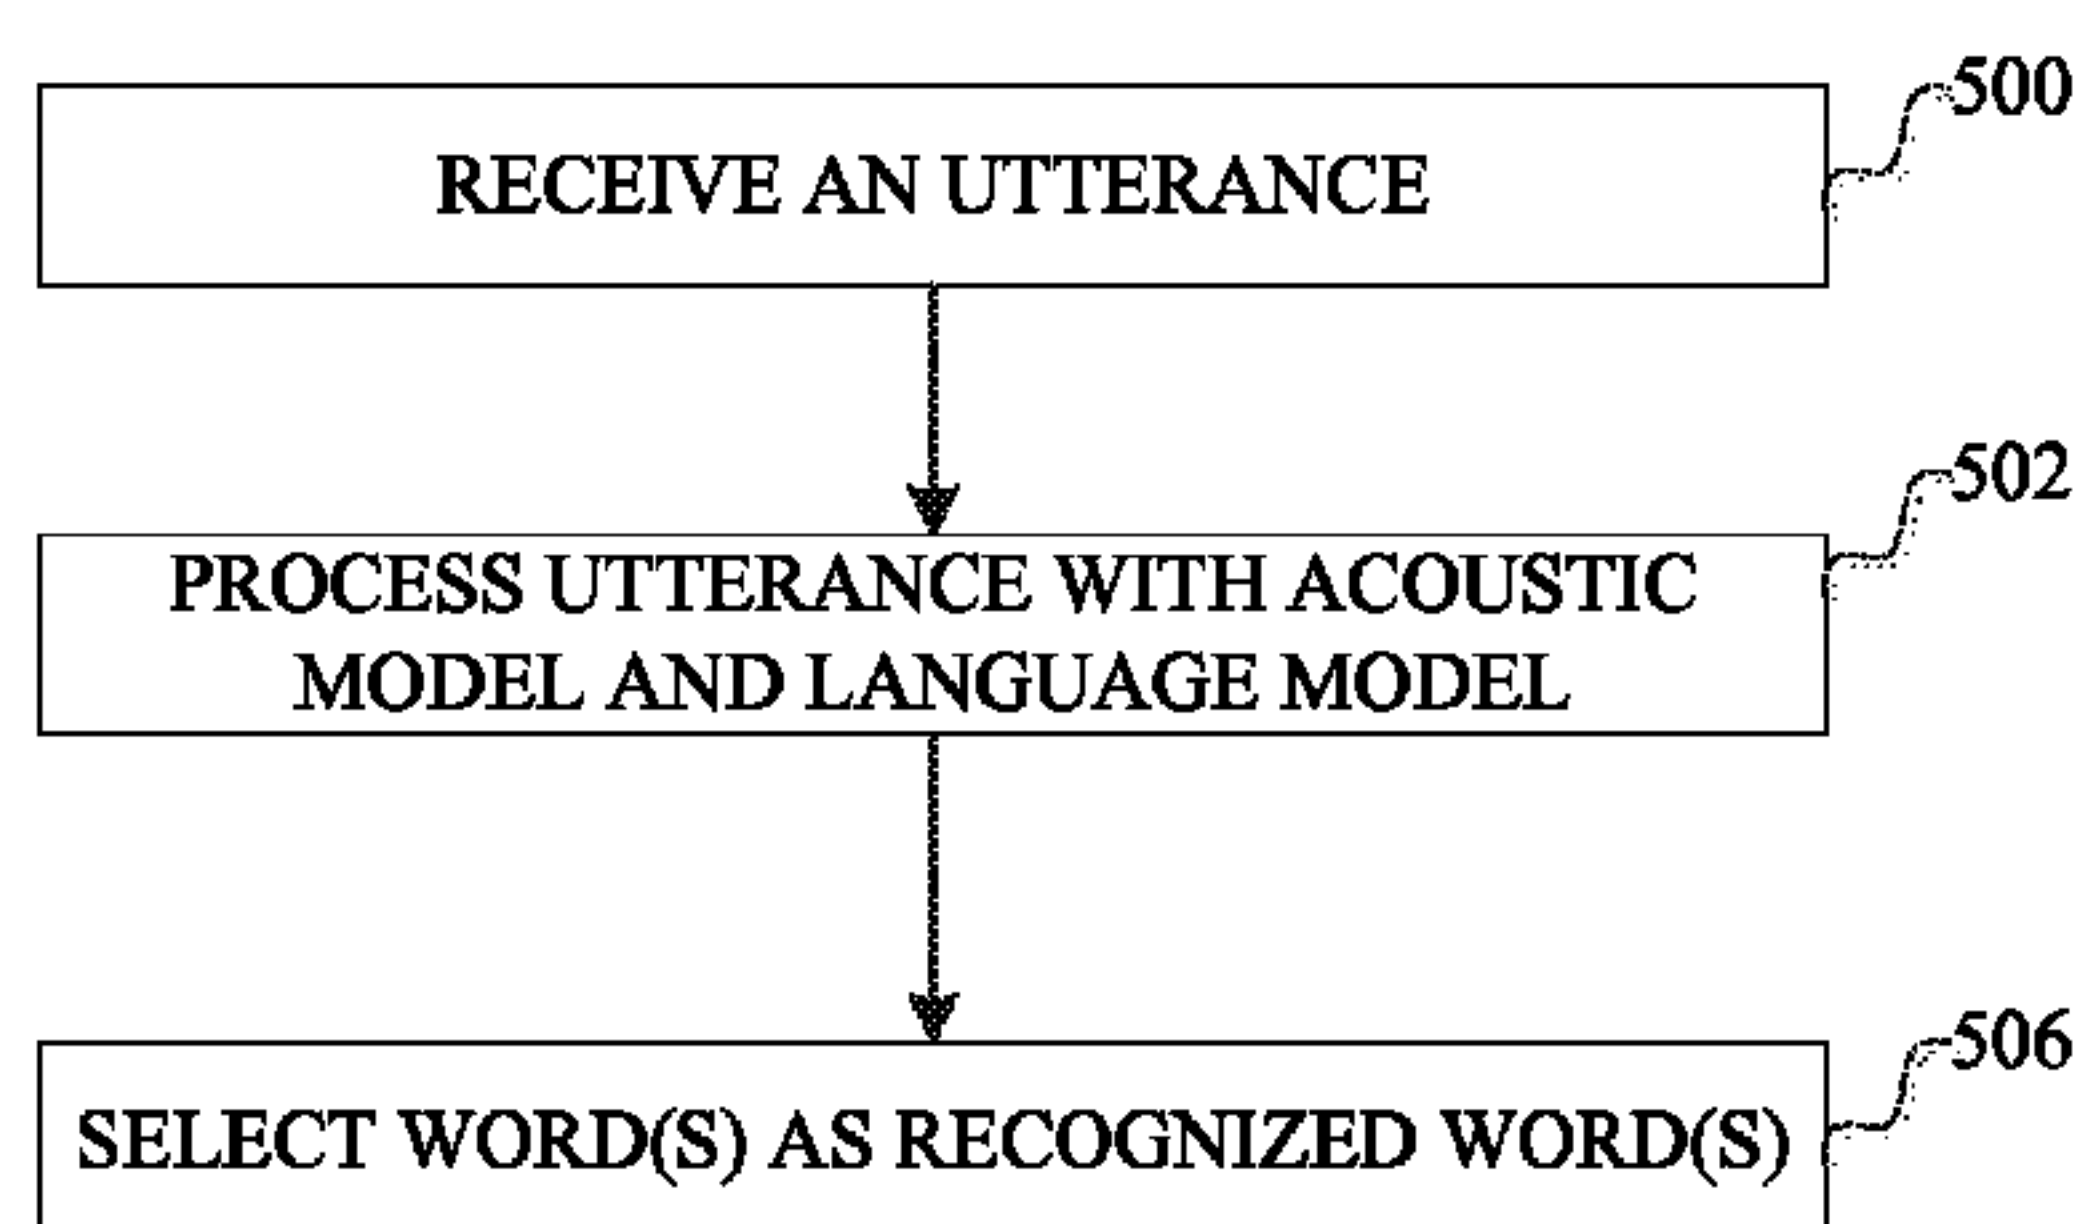 500
RECEIVE AN UTTERANCE
502
PROCESS UTTERANCE WITH ACOUSTIC
MODEL AND LANGUAGE MODEL
506
SELECT WORD(S) AS RECOGNIZED WORD(S)